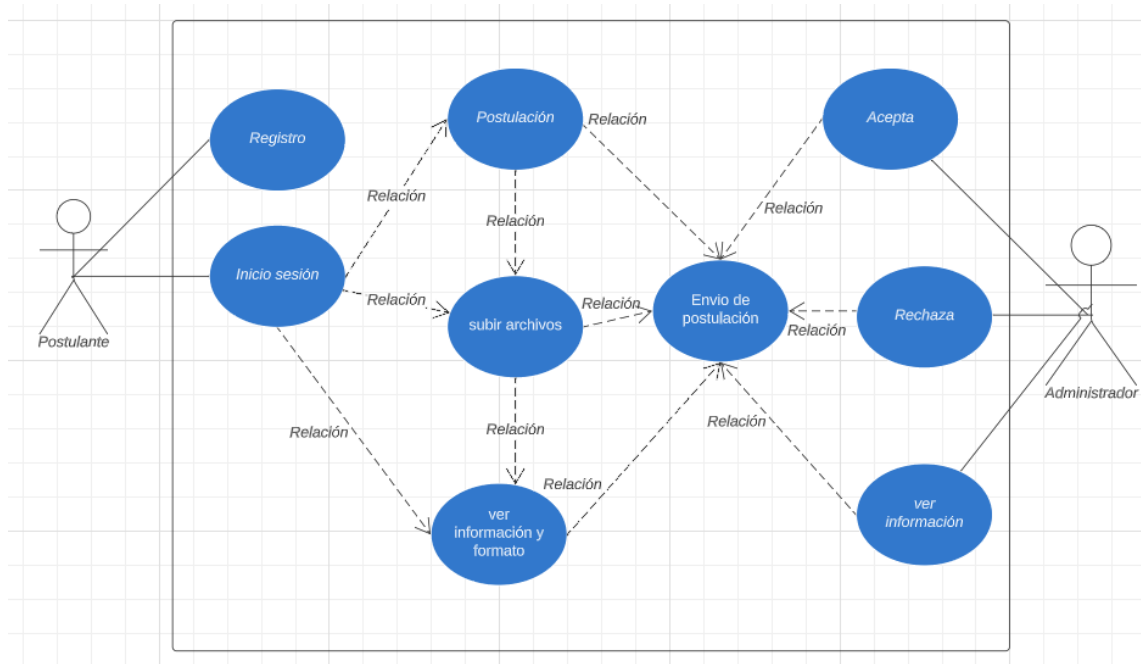 Postulación
Relación
Acepta
Registro
Relación
Relación
Relación
Inicio sesión
Relación
subir archivos
Relación
Envio de
postulación
Relación
Rechaza
Postulante
Administrador
Relación
Relación
Relación
Relación
ver
información y
formato
ver
información